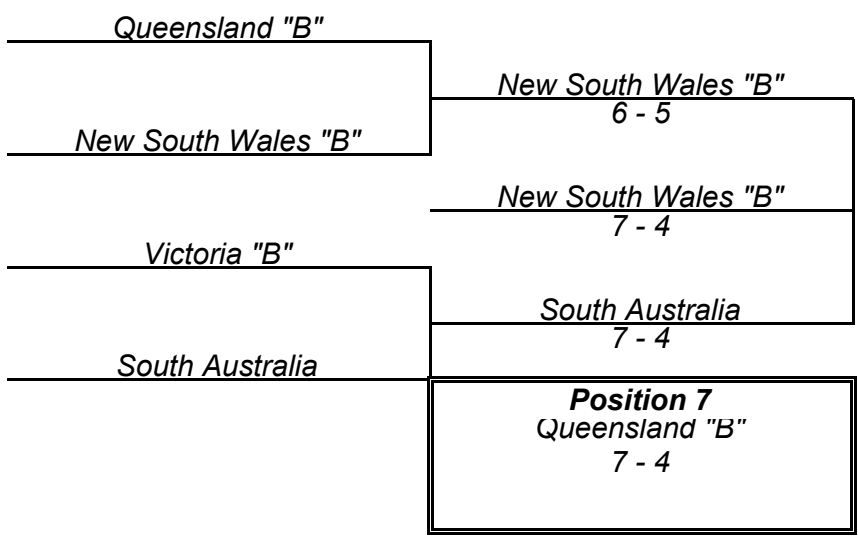 Queensland "B"
New South Wales "B"
6 - 5
New South Wales "B"
New South Wales "B"
7 - 4
Victoria "B"
South Australia
7 - 4
South Australia
Position 7
Queensland "B"
7 - 4